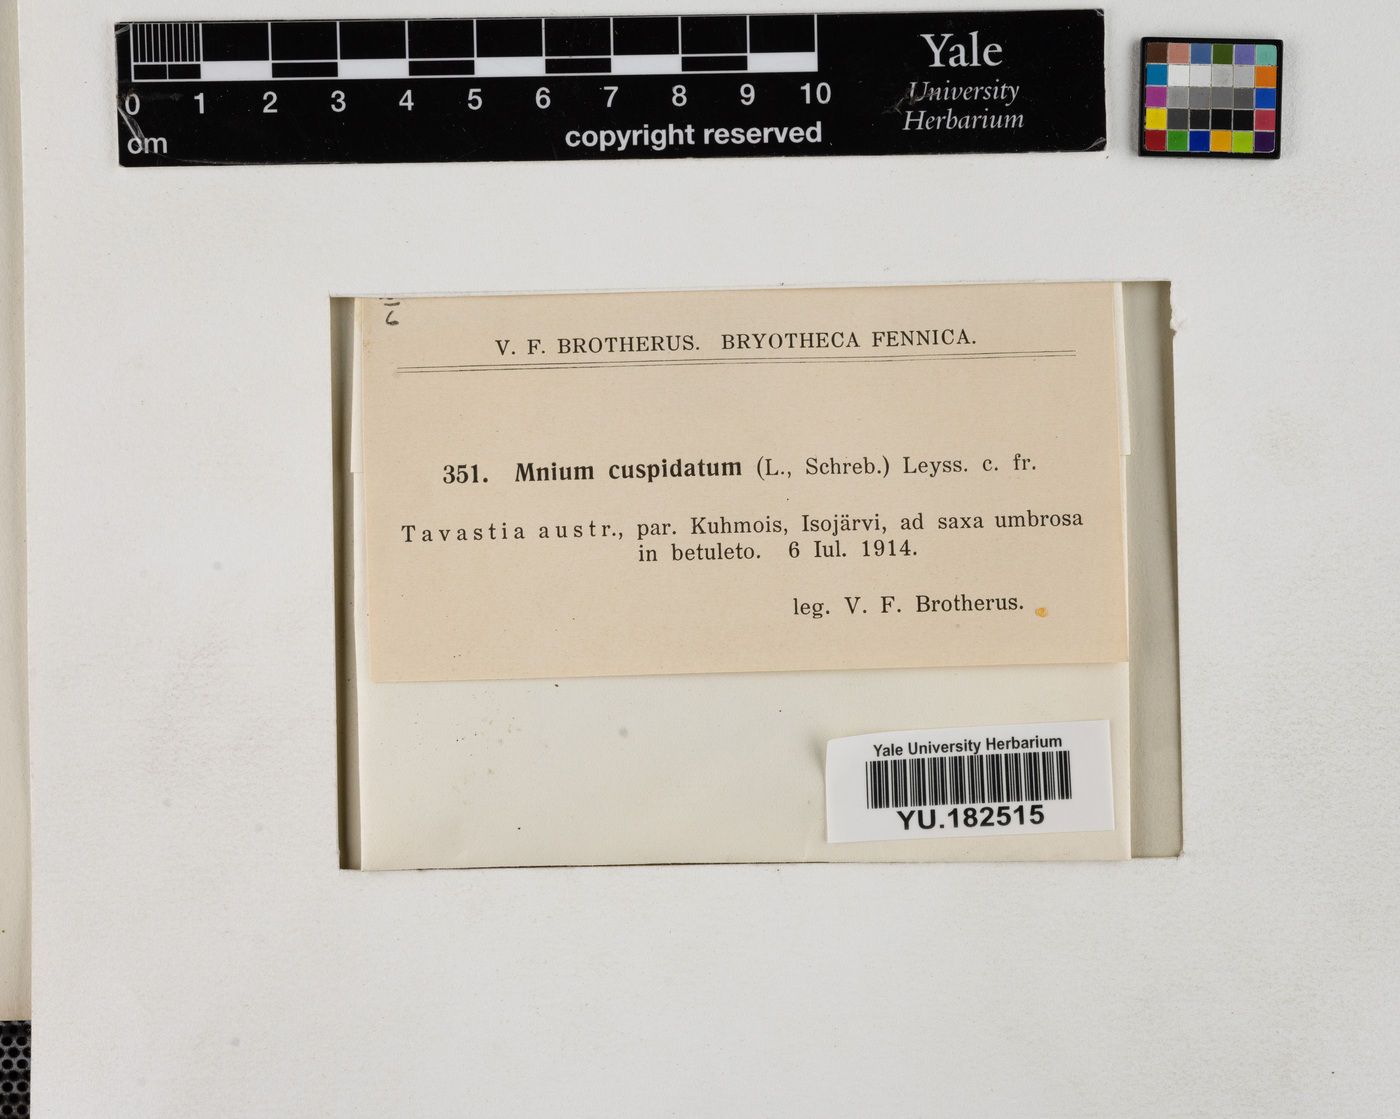 0 1 2 3 4 5 6 7 8 9 10
cm
copyright reserved
Yale
University
Herbarium
6
V. F. BROTHERUS. BRYOTHECA FENNICA.
351. Mnium cuspidatum (L., Schreb.) Leyss. c. fr.
Tavastia austr., par. Kuhmois, Isojärvi, ad saxa umbrosa
in betuleto. 6 Iul. 1914.
leg. V. F. Brotherus.
Yale University Herbarium
YU.182515